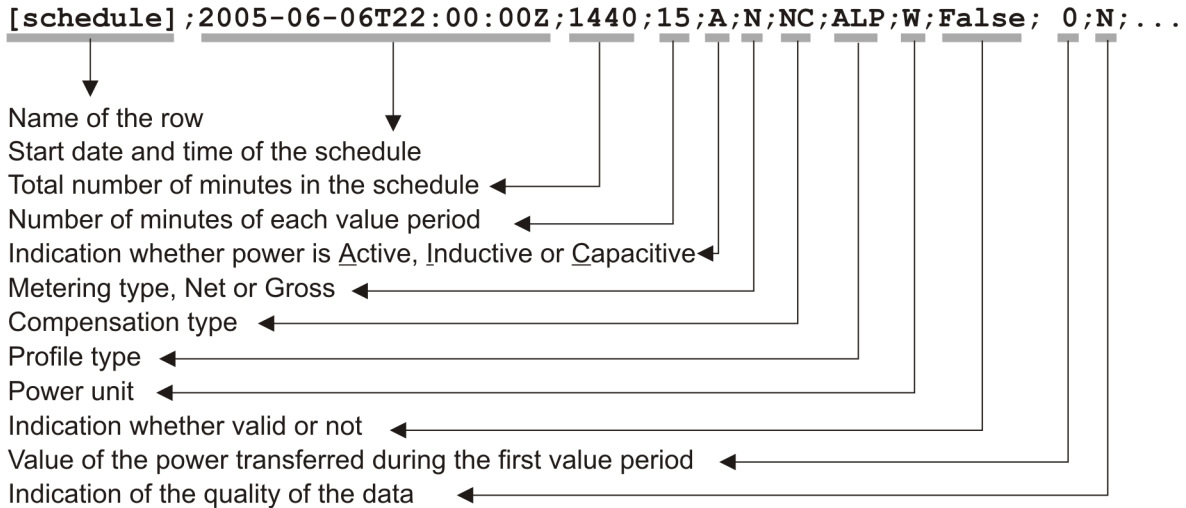 [schedule];2005-06-06T22:00:00Z;1440;15;A;N;NC;ALP;W;False; 0;N;...
Name of the row
Start date and time of the schedule
Total number of minutes in the schedule
Number of minutes of each value period
Indication whether power is Active, Inductive or Capacitive
Metering type, Net or Gross
Compensation type
Profile type
Power unit
Indication whether valid or not
Value of the power transferred during the first value period
Indication of the quality of the data